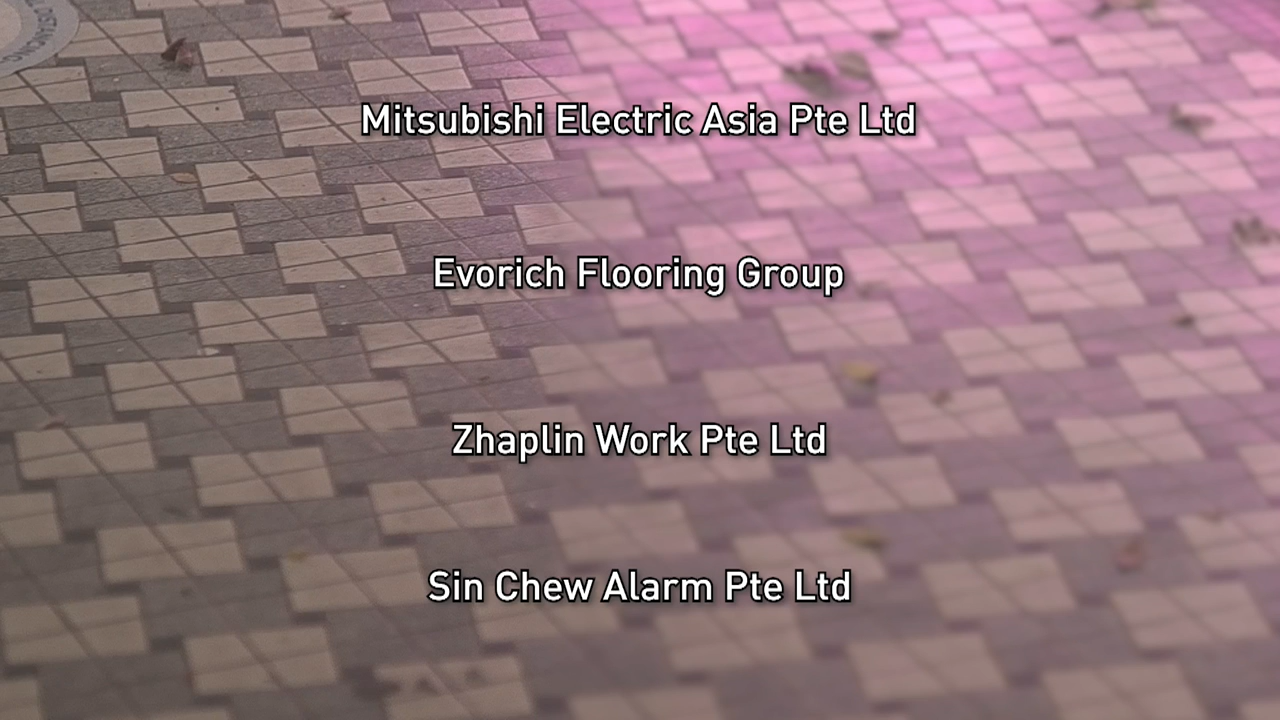 Mitsubishi Electric Asia Pte Ltd
Evorich Flooring Group
Zhaplin Work Pte Ltd
Sin Chew Alarm Pte Ltd